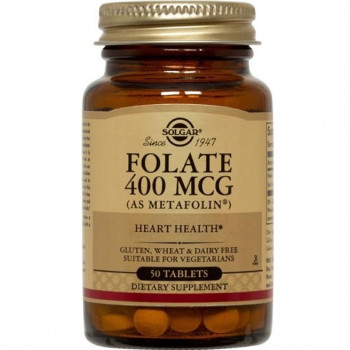 SOLGAR®
Since 1947
FOLATE
400 MCG
(AS METAFOLIN®)
HEART HEALTH*
GLUTEN, WHEAT & DAIRY FREE
SUITABLE FOR VEGETARIANS
50 TABLETS
DIETARY SUPPLEMENT